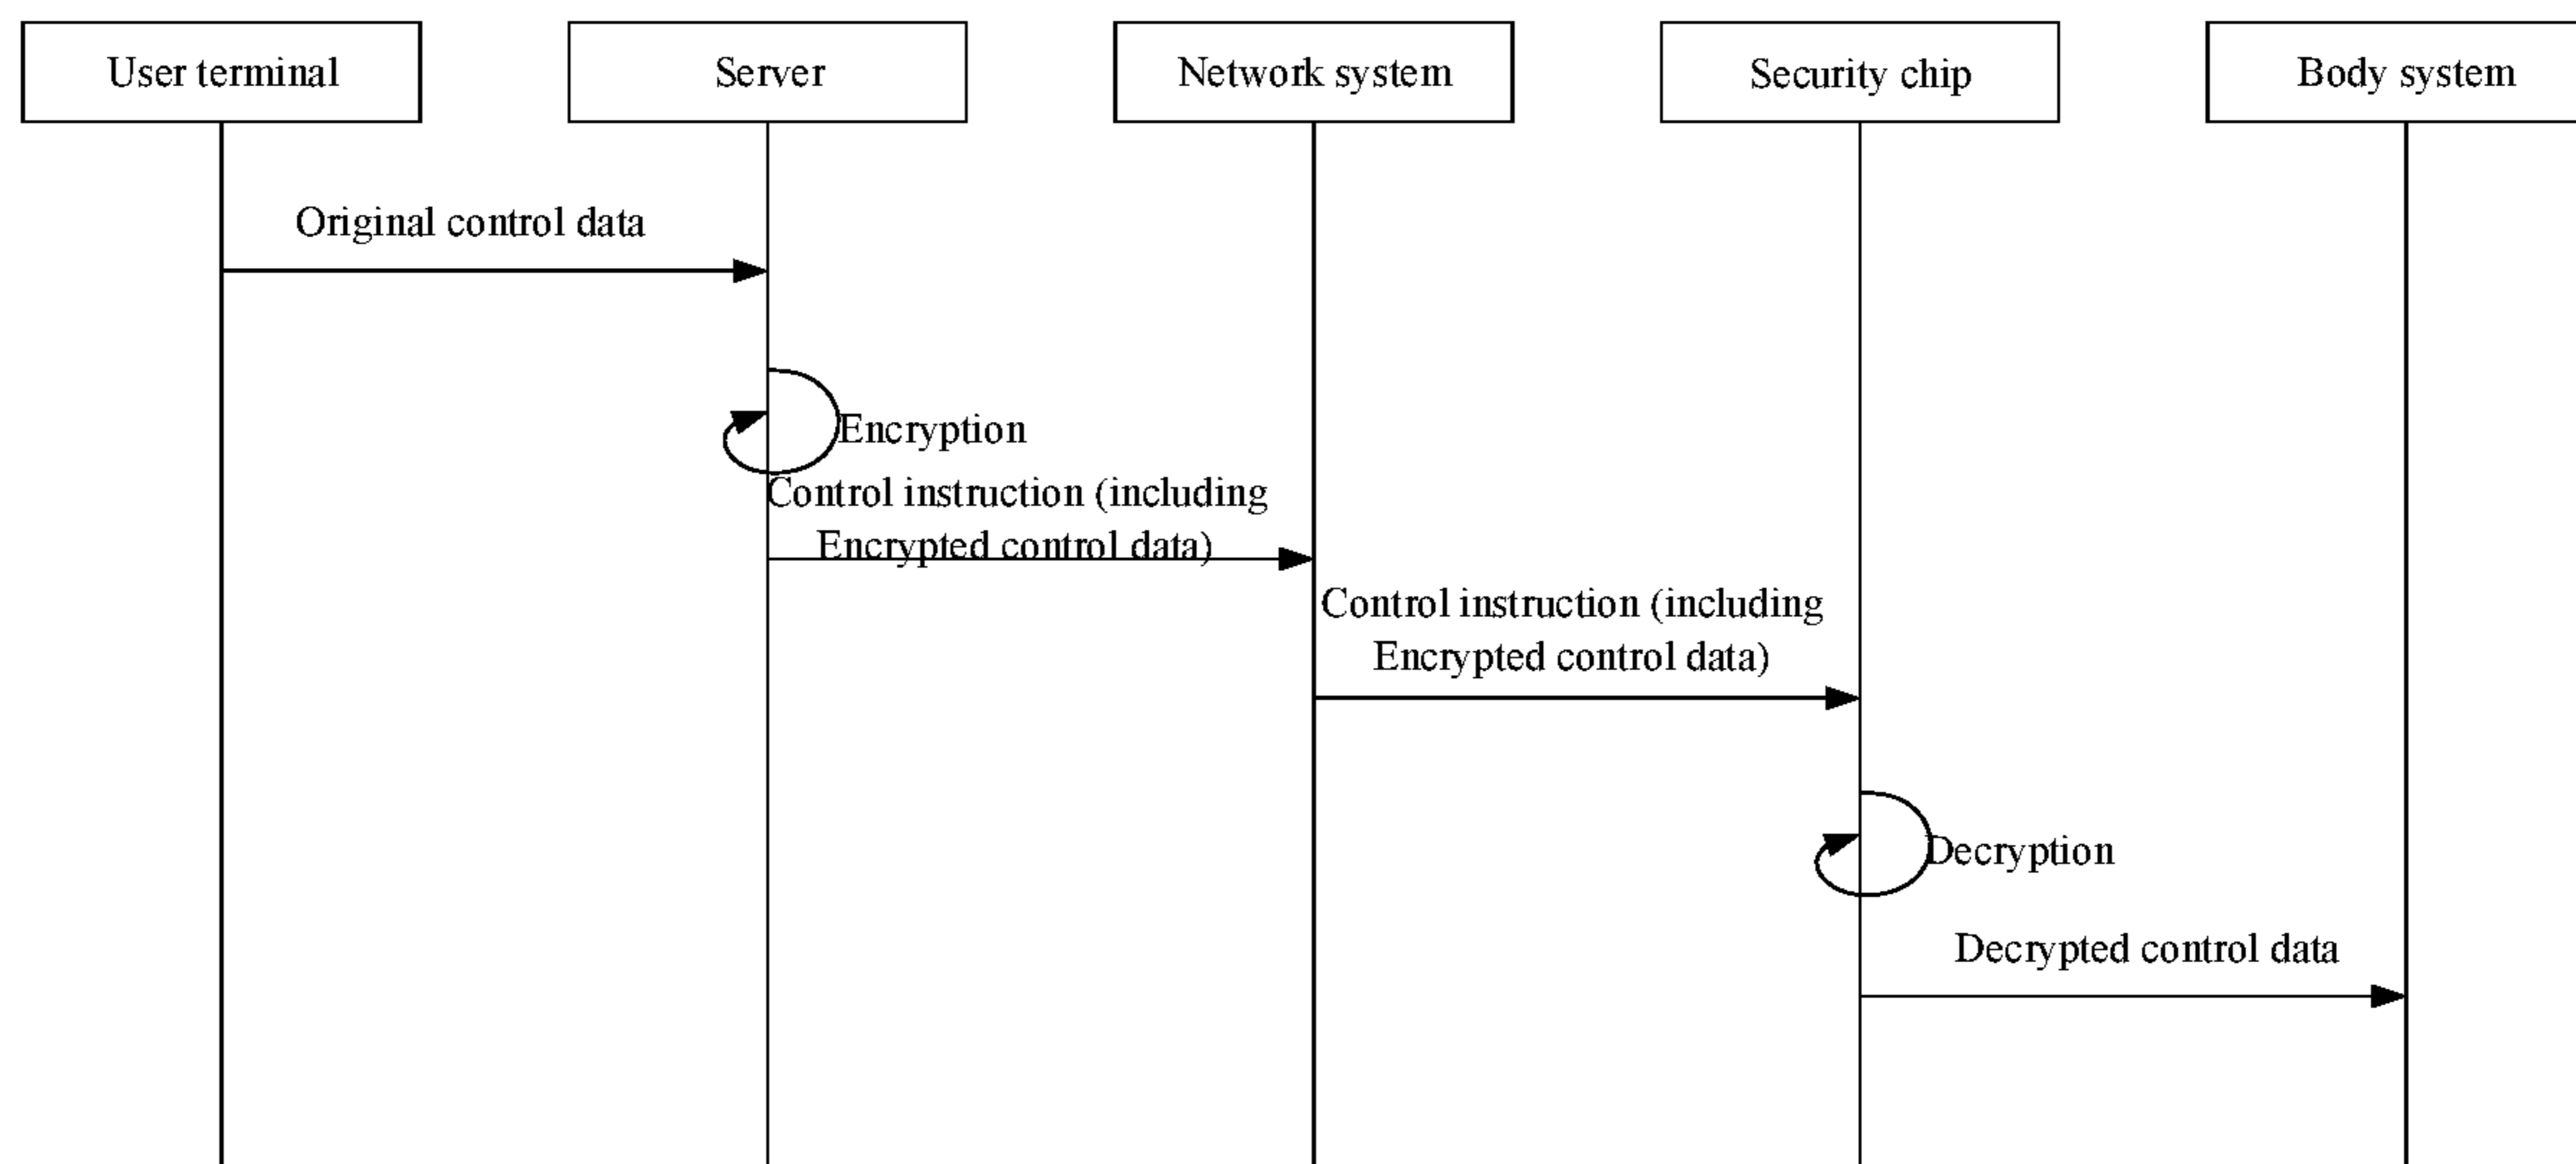 User terminal
Server
Network system
Security chip
Body system
Original control data
Encryption
Control instruction (including
Encrypted control data)
Control instruction (including
Encrypted control data)
Decryption
Decrypted control data